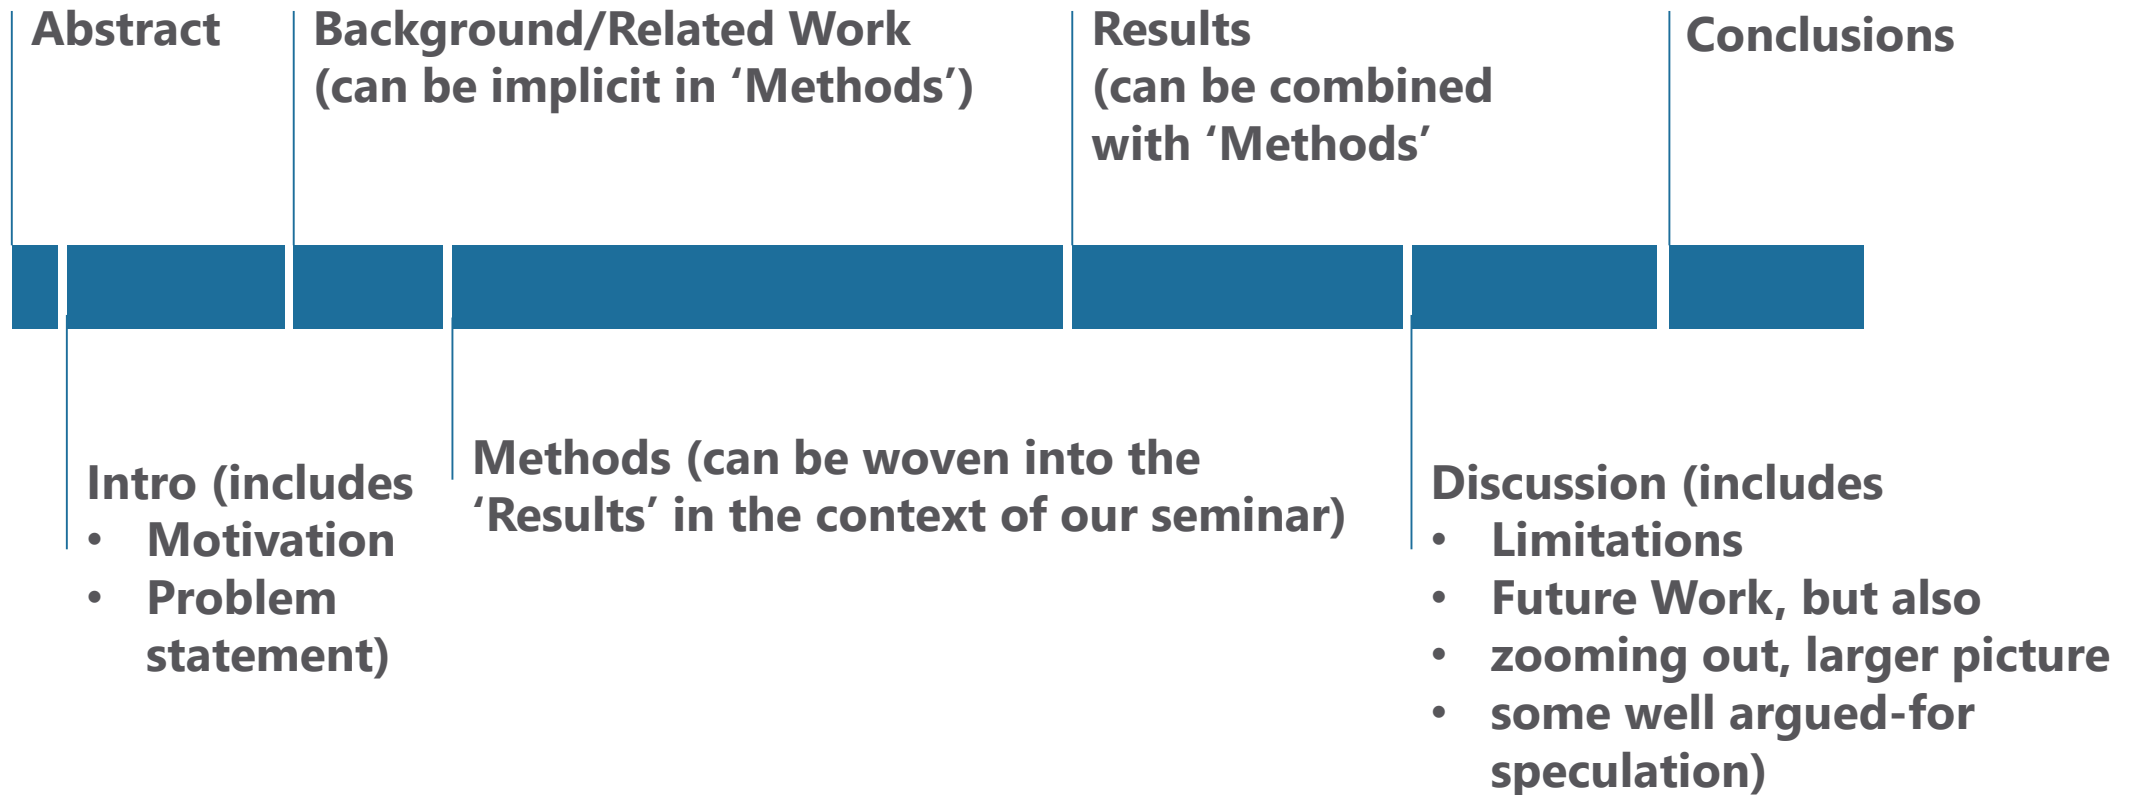 Abstract
Background/Related Work
(can be implicit in ‘Methods’)
Results
(can be combined
with ‘Methods’
Conclusions
Intro (includes
• Motivation
• Problem
statement)
Methods (can be woven into the
‘Results’ in the context of our seminar)
Discussion (includes
• Limitations
• Future Work, but also
• zooming out, larger picture
• some well argued-for
speculation)